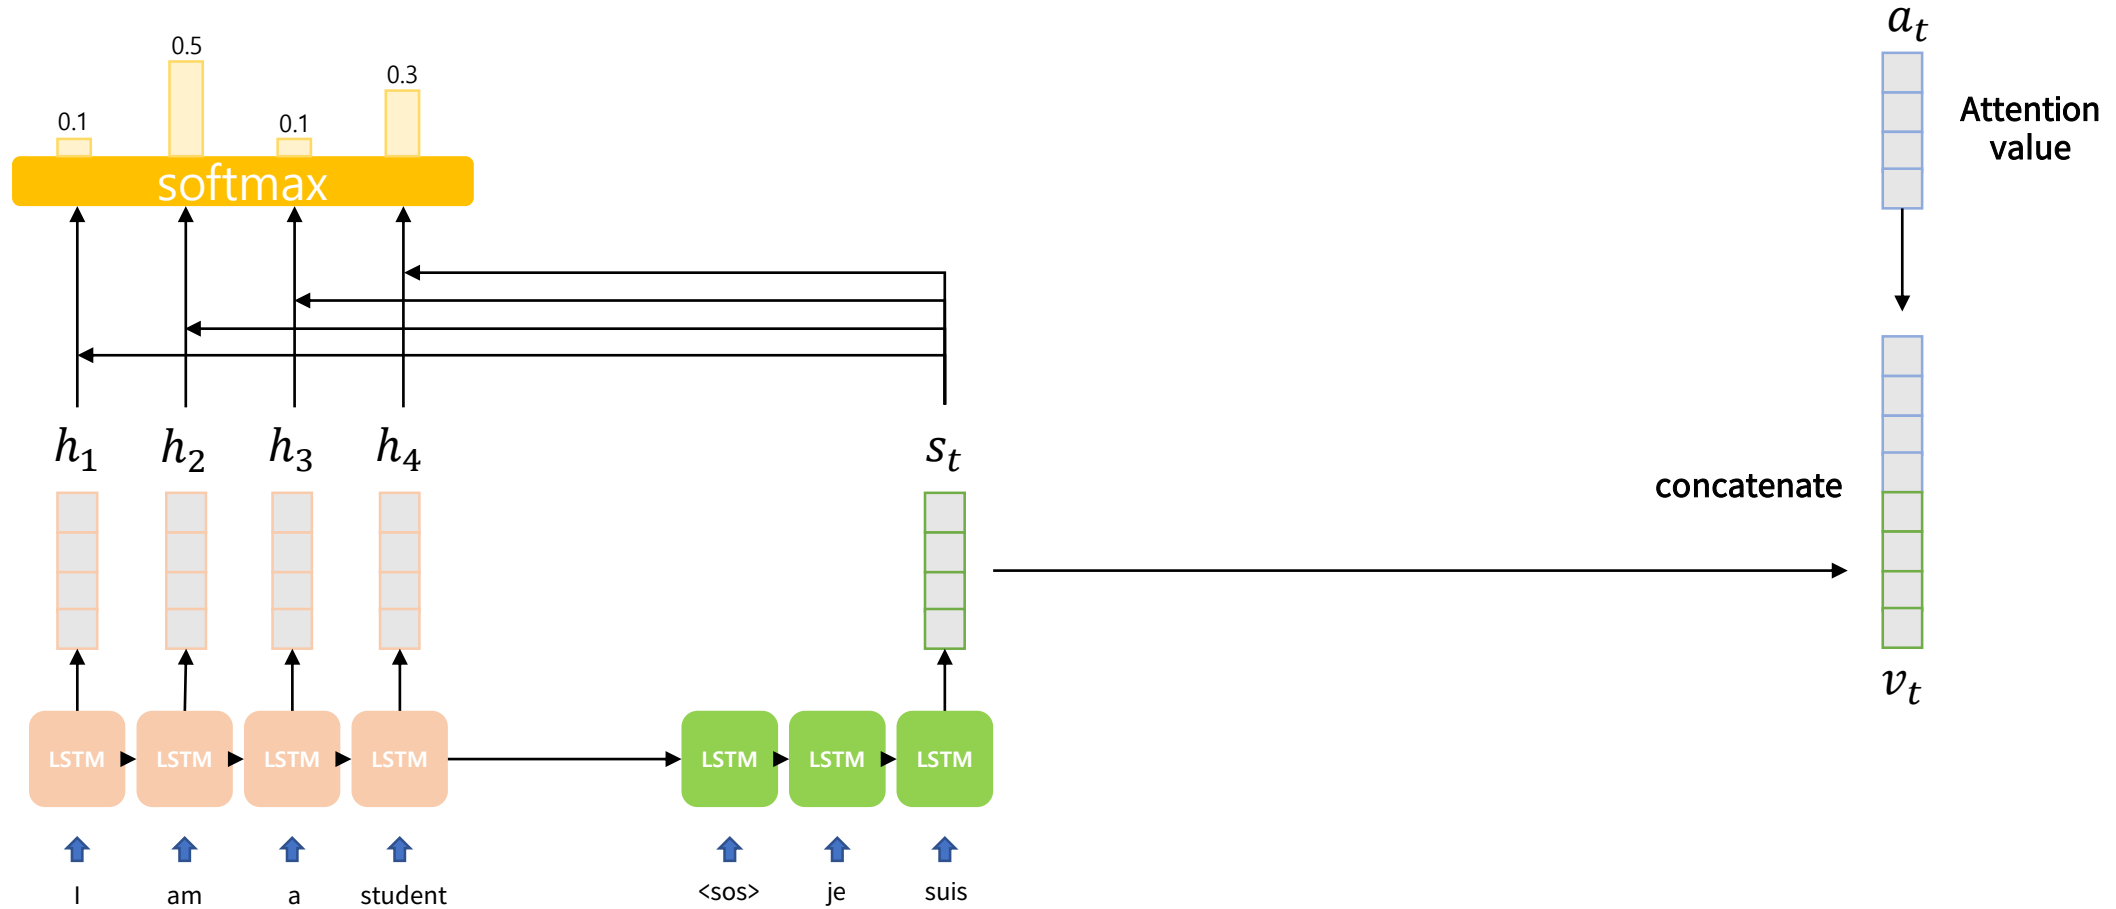 a_t
0.5
0.3
Attention
value
0.1
0.1
softmax
h_1 h_2 h_3 h_4 s_t
concatenate
v_t
LSTM LSTM LSTM LSTM LSTM LSTM LSTM
I am a student <sos> je suis